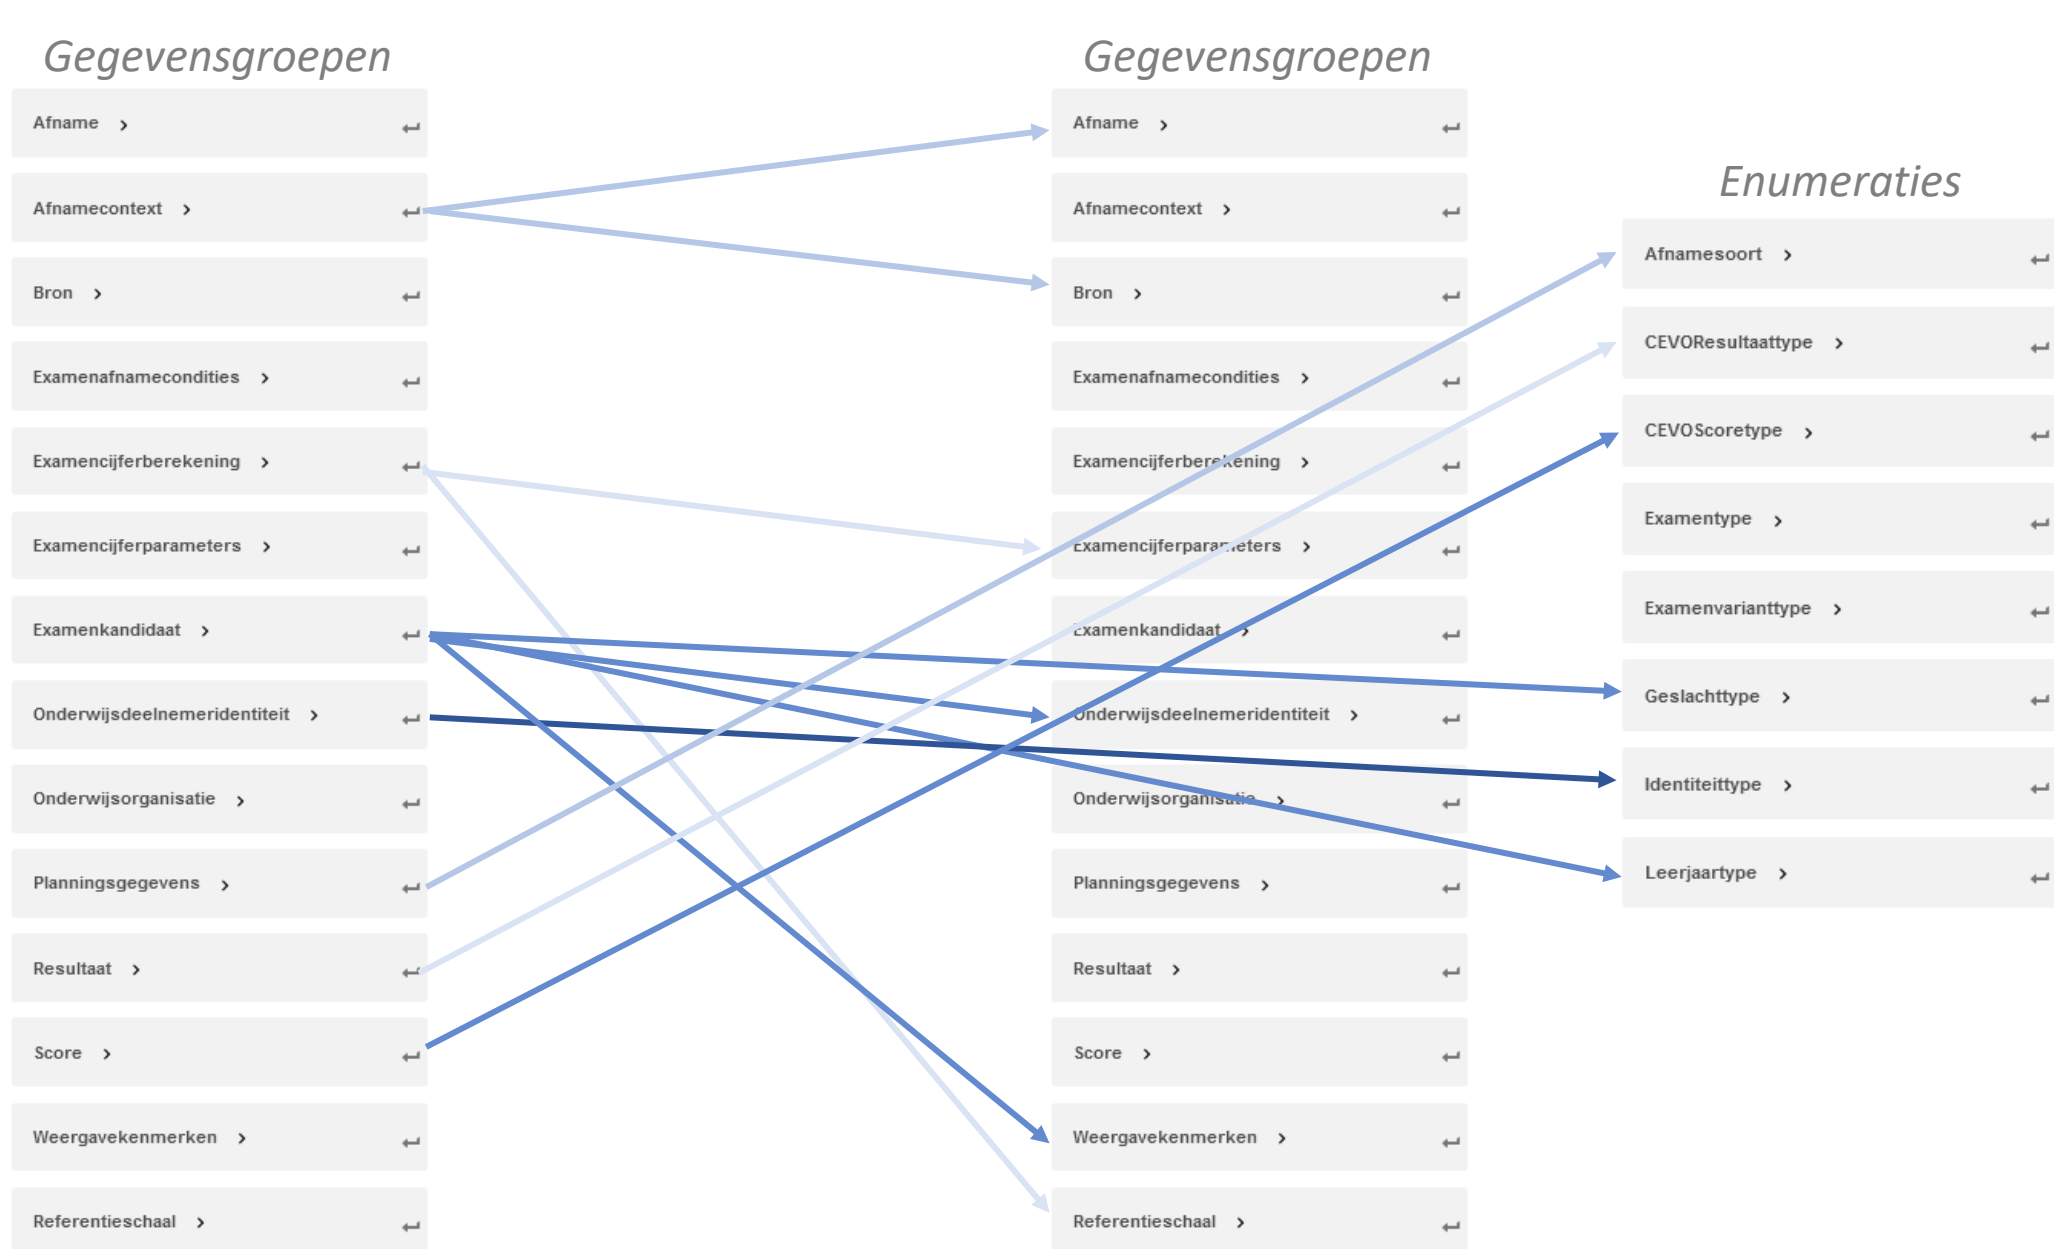 Gegevensgroepen
Afname
Afnamecontext
Bron
Examenafnamecondities
Examencijferberekening
Examencijferparameters
Examenkandidaat
Onderwijsdeelnemeridentiteit
Onderwijsorganisatie
Planningsgegevens
Resultaat
Score
Weergavekenmerken
Referentieschaal
Gegevensgroepen
Afname
Afnamecontext
Bron
Examenafnamecondities
Examencijferberekening
Examencijferparameters
Examenkandidaat
Onderwijsdeelnemeridentiteit
Onderwijsorganisatie
Planningsgegevens
Resultaat
Score
Weergavekenmerken
Referentieschaal
Enumeraties
Afnamesoort
CEVOResultaattype
CEVOScoretype
Examentype
Examenvarianttype
Geslachttype
Identiteittype
Leerjaartype